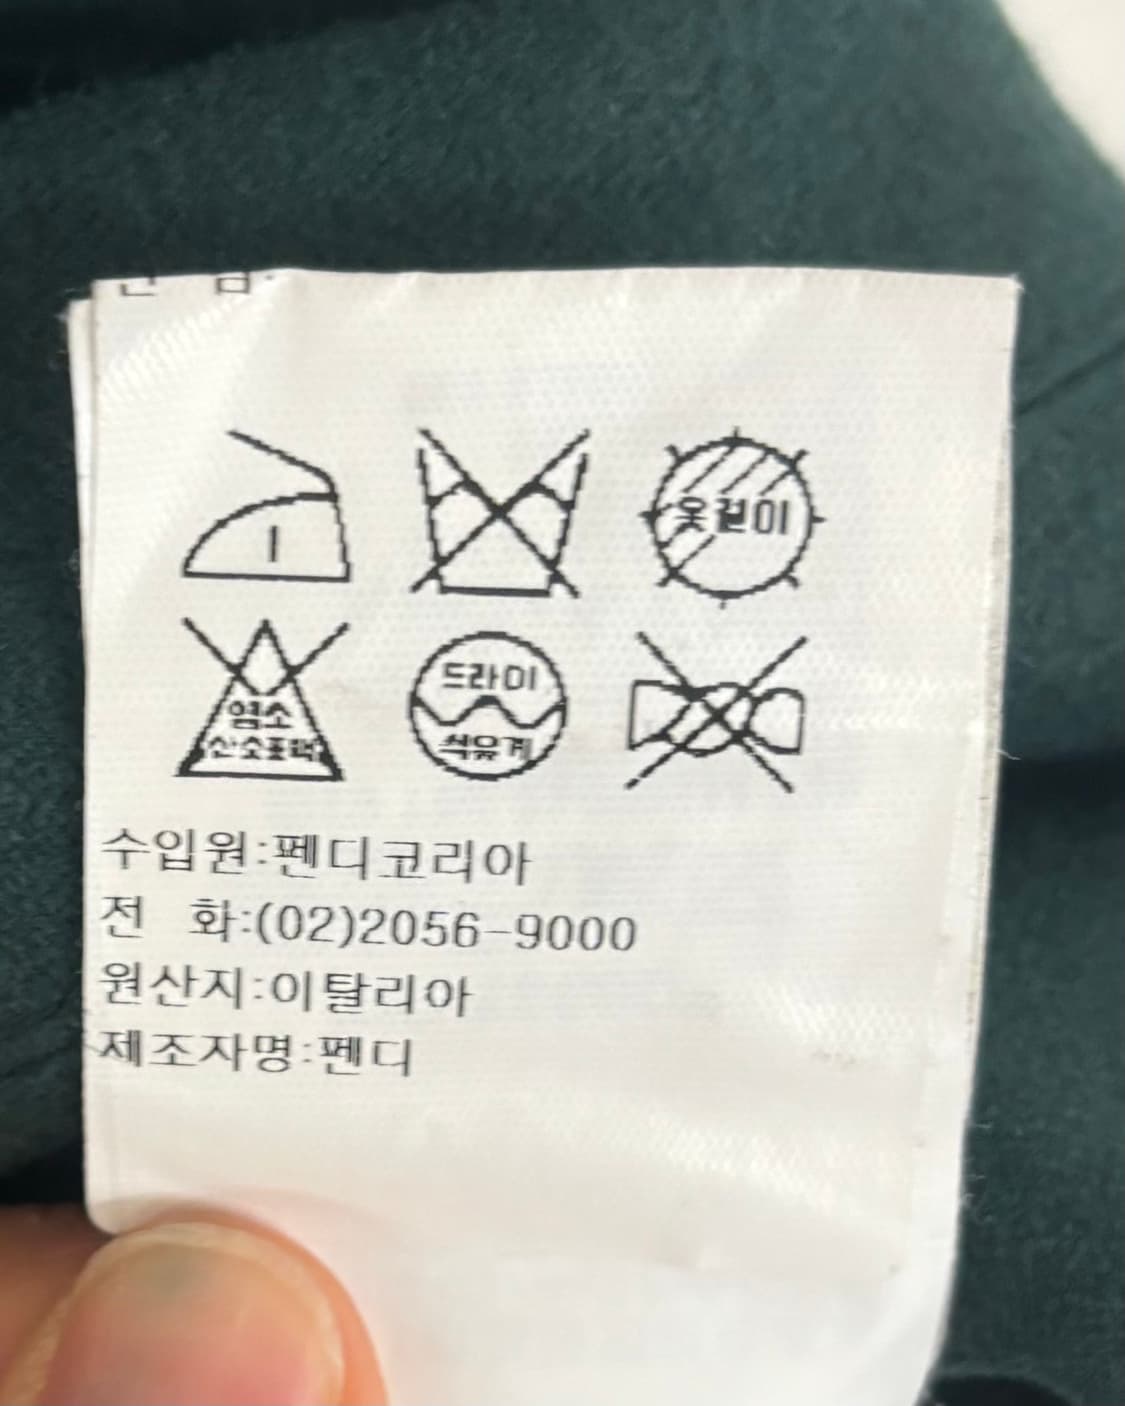 1
옷걸이
염소
산소표백
드라이
석유계
수입원:펜디코리아
전 화:(02)2056-9000
원산지:이탈리아
제조자명:펜디